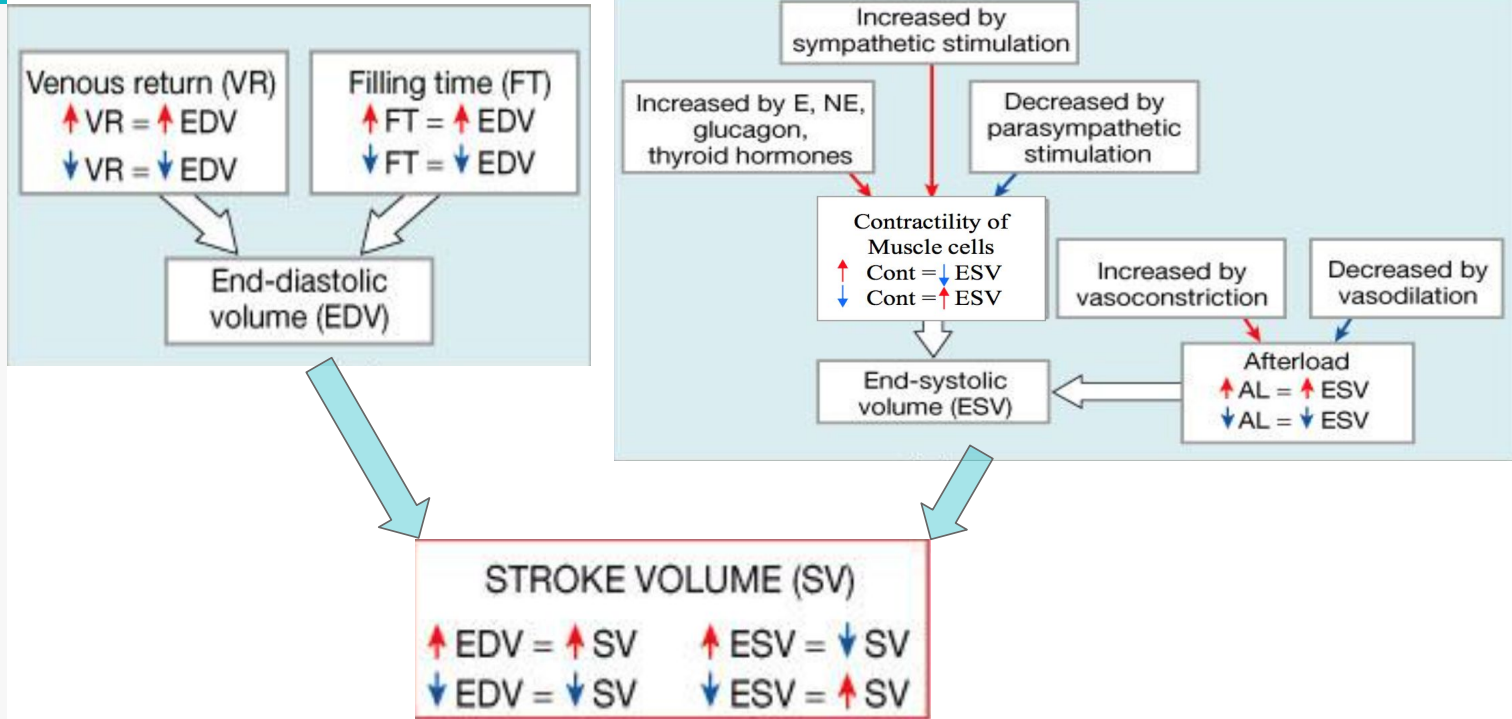 Venous return (VR)
↑ VR = ↑ EDV
↓ VR = ↓ EDV
Filling time (FT)
↑ FT = ↑ EDV
↓ FT = ↓ EDV
End-diastolic
volume (EDV)
Increased by
sympathetic stimulation
Increased by E, NE,
glucagon,
thyroid hormones
Decreased by
parasympathetic
stimulation
Contractility of
Muscle cells
↑ Cont = ↓ ESV
↓ Cont = ↑ ESV
Increased by
vasoconstriction
Decreased by
vasodilation
Afterload
↑ AL = ↑ ESV
↓ AL = ↓ ESV
End-systolic
volume (ESV)
STROKE VOLUME (SV)
↑ EDV = ↑ SV
↓ EDV = ↓ SV
↑ ESV = ↓ SV
↓ ESV = ↑ SV